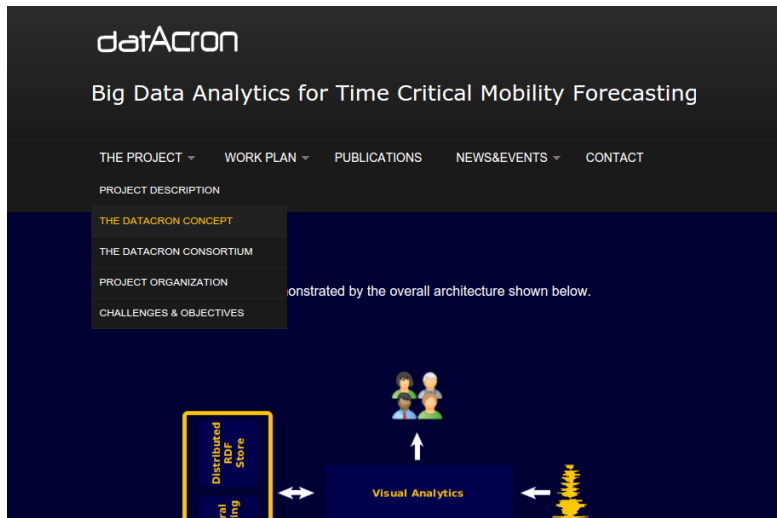 datAcron
Big Data Analytics for Time Critical Mobility Forecasting
THE PROJECT WORK PLAN PUBLICATIONS NEWS&EVENTS CONTACT
PROJECT DESCRIPTION
THE DATACRON CONCEPT
THE DATACRON CONSORTIUM
PROJECT ORGANIZATION
CHALLENGES & OBJECTIVES
by the overall architecture shown below.
Distributed
RDF
Store
Visual Analytics